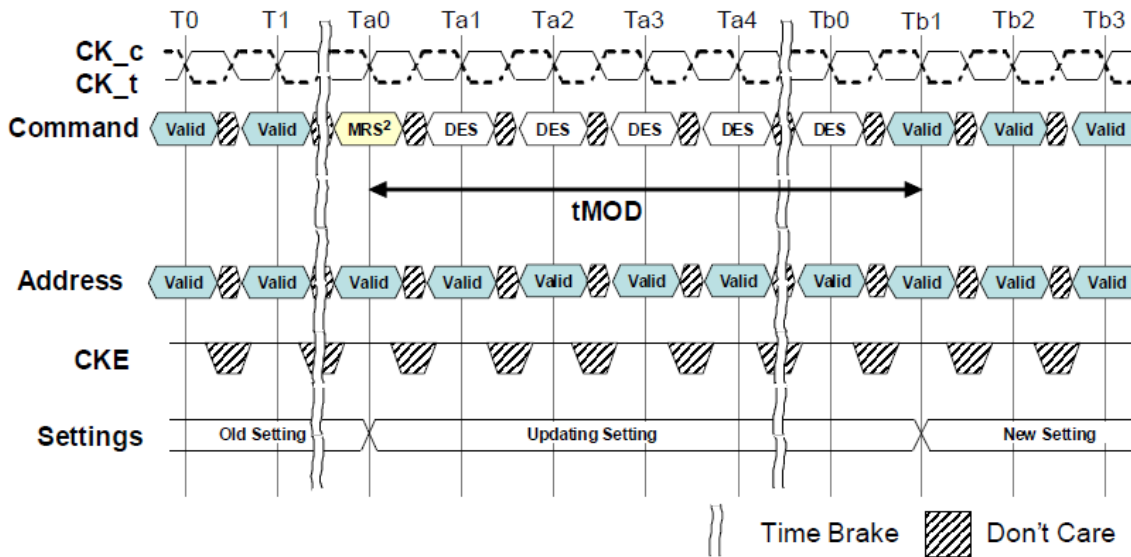 T0 T1 Ta0 Ta1 Ta2 Ta3 Ta4 Tb0 Tb1 Tb2 Tb3
CK_c
CK_t
Command Valid Valid MRS² DES DES DES DES DES Valid Valid Valid
tMOD
Address Valid Valid Valid Valid Valid Valid Valid Valid Valid Valid Valid
CKE
Settings Old Setting Updating Setting New Setting
Time Brake Don't Care